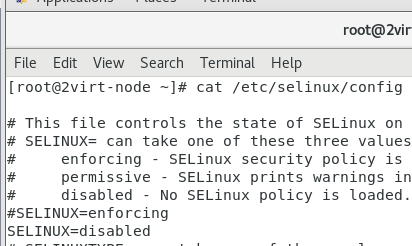 Applications Places Terminal
root@2vir
File Edit View Search Terminal Help
[root@2virt-node ~]# cat /etc/selinux/config
# This file controls the state of SELinux on
# SELINUX= can take one of these three values
# enforcing - SELinux security policy is
# permissive - SELinux prints warnings in
# disabled - No SELinux policy is loaded.
#SELINUX=enforcing
SELINUX=disabled
# SELINUXTYPE=